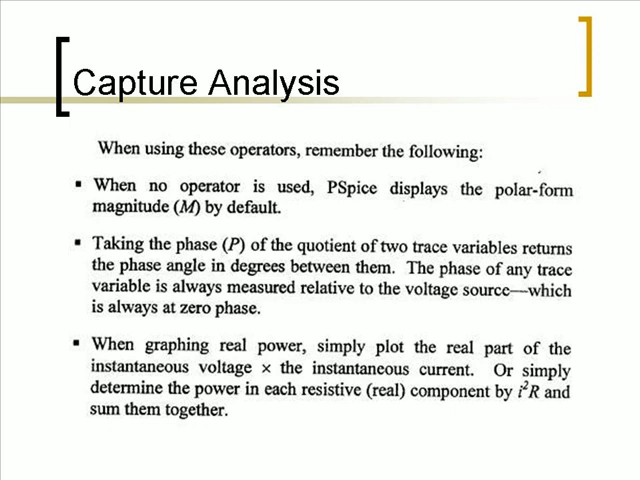 Capture Analysis
When using these operators, remember the following:
▪ When no operator is used, PSpice displays the polar-form
magnitude (M) by default.
▪ Taking the phase (P) of the quotient of two trace variables returns
the phase angle in degrees between them. The phase of any trace
variable is always measured relative to the voltage source—which
is always at zero phase.
▪ When graphing real power, simply plot the real part of the
instantaneous voltage × the instantaneous current. Or simply
determine the power in each resistive (real) component by i²R and
sum them together.